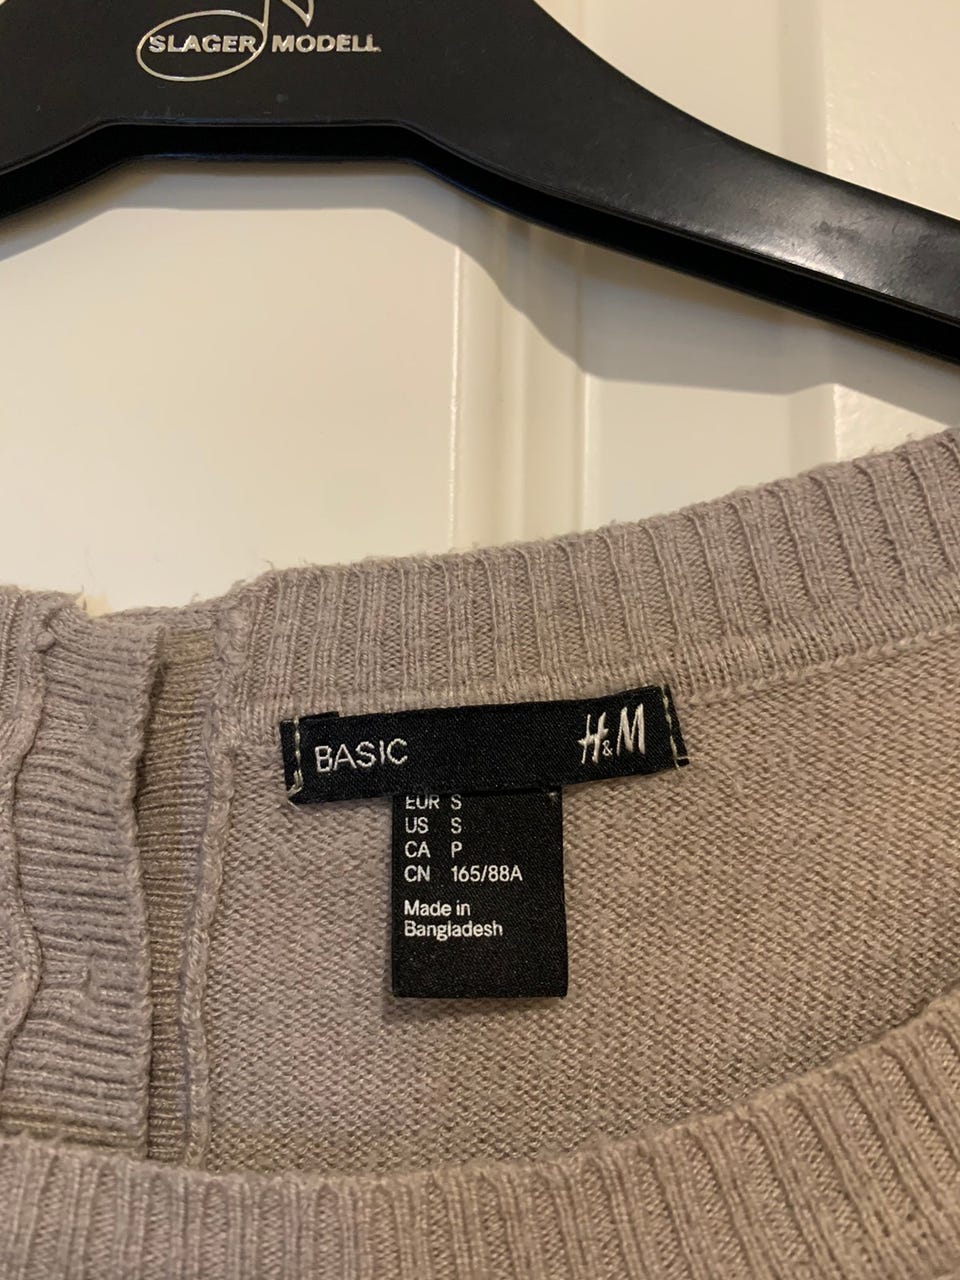 SLAGER MODELL
BASIC H&M
EUR S
US S
CA P
CN 165/88A
Made in
Bangladesh